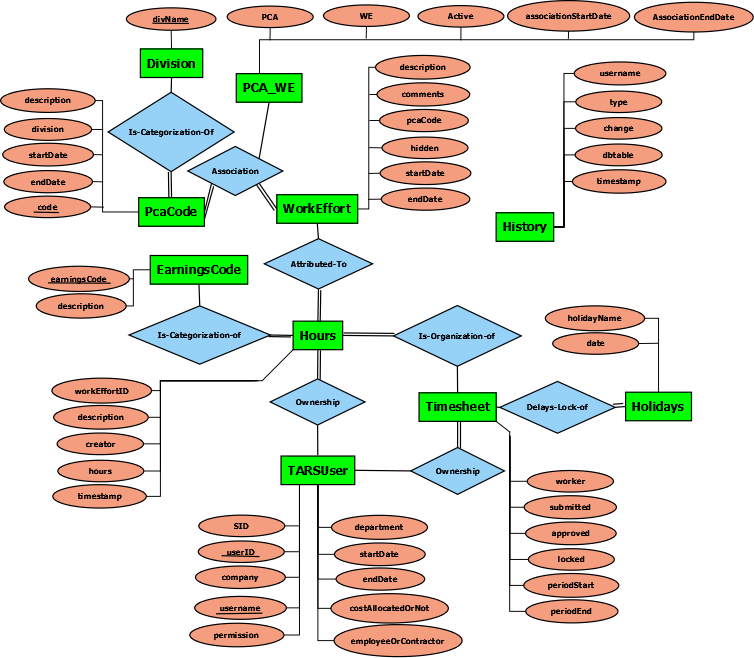 divName
PCA
WE
Active
associationStartDate
AssociationEndDate
Division
PCA_WE
description
comments
pcaCode
hidden
startDate
endDate
username
type
change
dbtable
timestamp
description
division
startDate
endDate
code
Is-Categorization-Of
Association
PcaCode
WorkEffort
History
Attributed-To
EarningsCode
earningsCode
description
Is-Categorization-of
Hours
Is-Organization-of
holidayName
date
workEffortID
description
creator
hours
timestamp
Ownership
Timesheet
Delays-Lock-of
Holidays
TARSUser
Ownership
worker
submitted
approved
locked
periodStart
periodEnd
SID
userID
company
username
permission
department
startDate
endDate
costAllocatedOrNot
employeeOrContractor